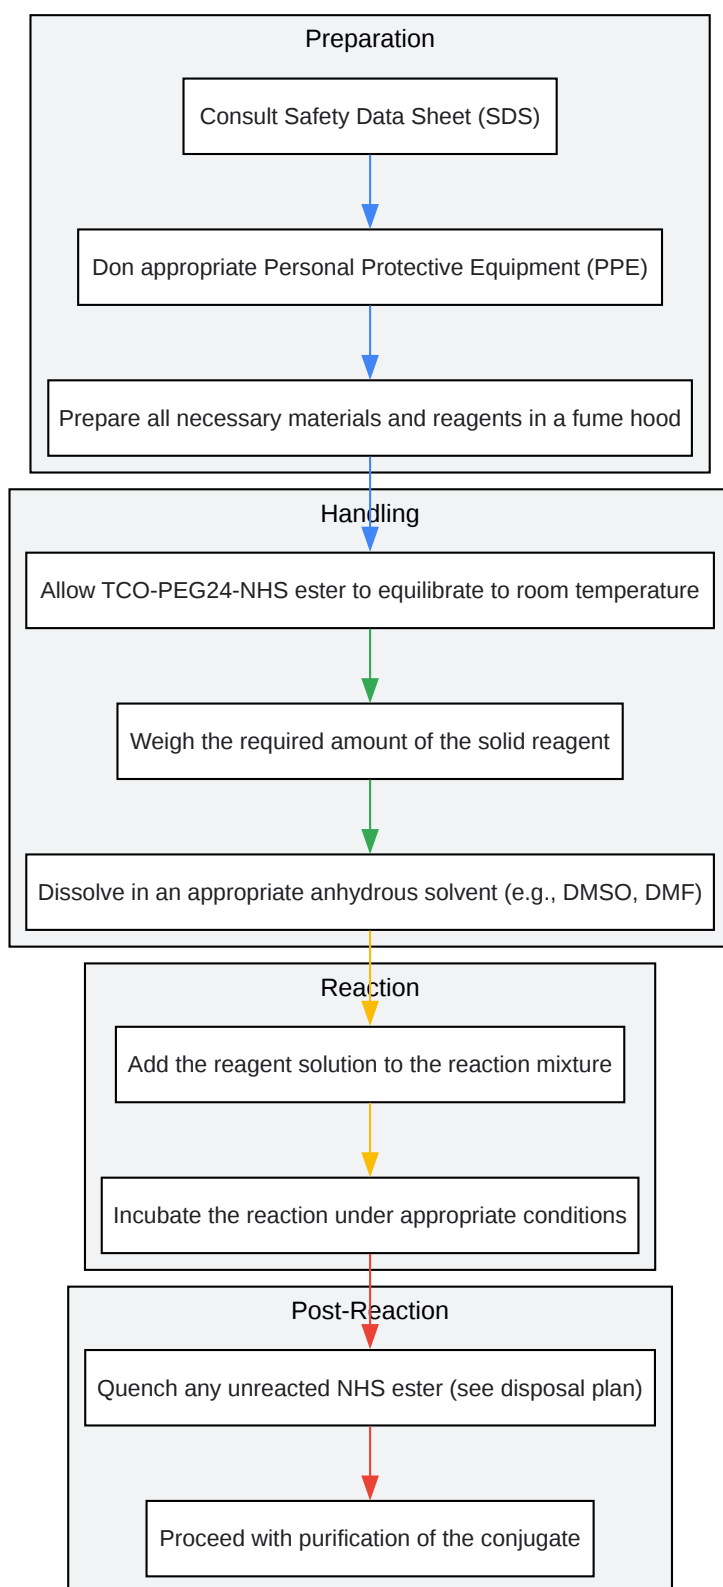 Preparation
Consult Safety Data Sheet (SDS)
Don appropriate Personal Protective Equipment (PPE)
Prepare all necessary materials and reagents in a fume hood
Handling
Allow TCO-PEG24-NHS ester to equilibrate to room temperature
Weigh the required amount of the solid reagent
Dissolve in an appropriate anhydrous solvent (e.g., DMSO, DMF)
Reaction
Add the reagent solution to the reaction mixture
Incubate the reaction under appropriate conditions
Post-Reaction
Quench any unreacted NHS ester (see disposal plan)
Proceed with purification of the conjugate